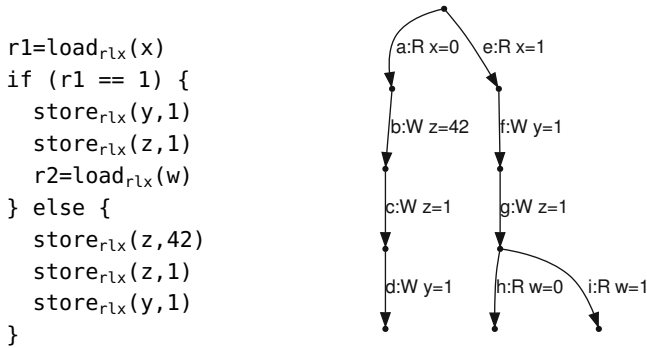 r1=load_rlx(x)
if (r1 == 1) {
store_rlx(y,1)
store_rlx(z,1)
r2=load_rlx(w)
} else {
store_rlx(z,42)
store_rlx(z,1)
store_rlx(y,1)
}
a:R x=0 e:R x=1
b:W z=42 f:W y=1
c:W z=1 g:W z=1
d:W y=1 h:R w=0 i:R w=1